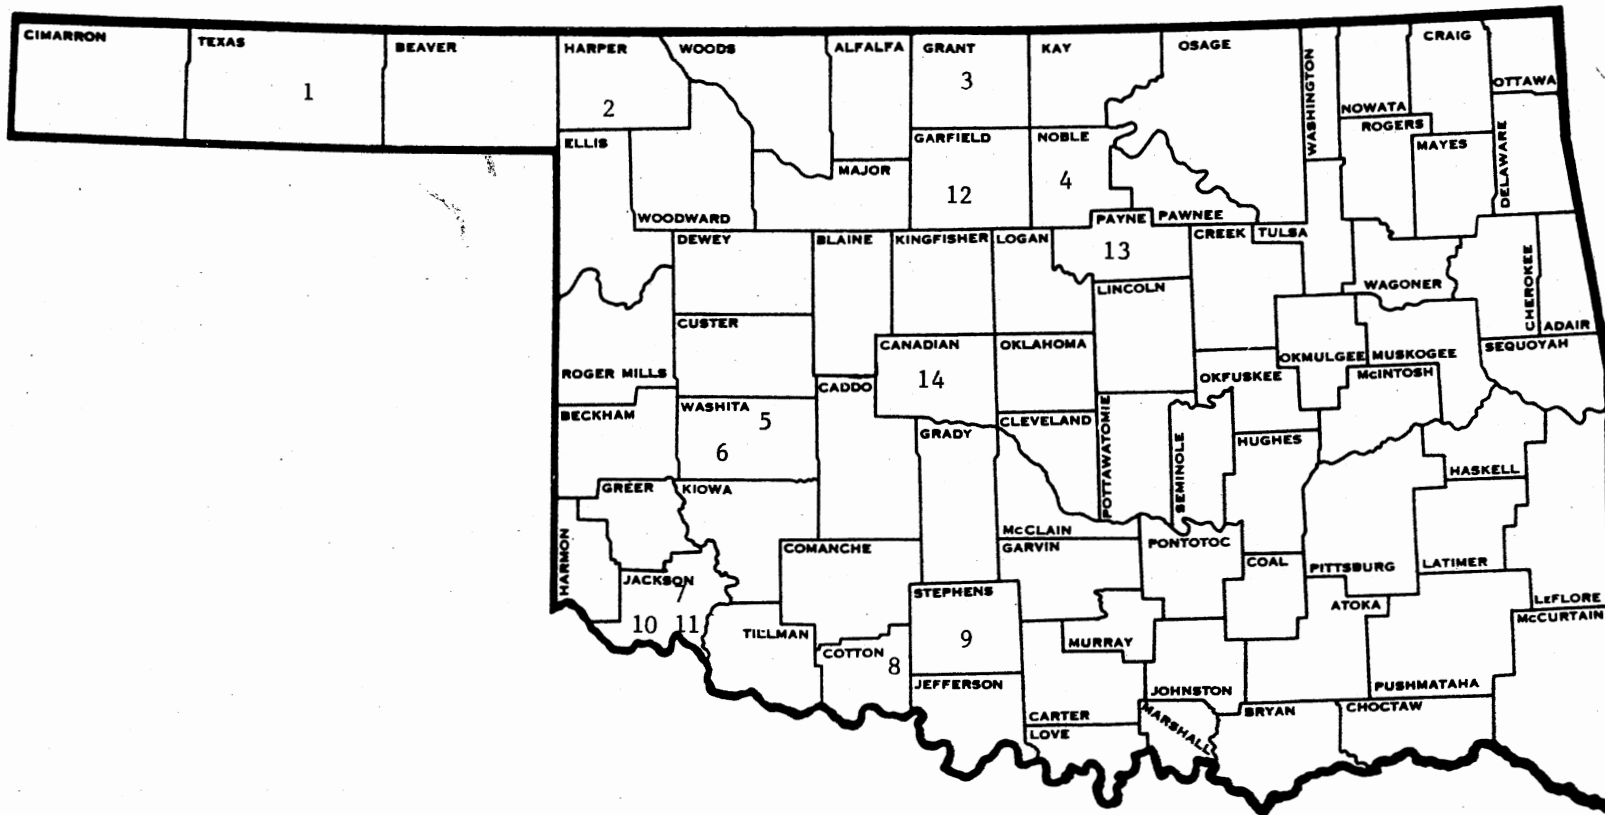 CIMARRON
TEXAS
BEAVER
HARPER
WOODS
ALFALFA
GRANT
KAY
OSAGE
WASHINGTON
NOWATA
CRAIG
OTTAWA
1
2
3
ROGERS
MAYES
DELAWARE
ELLIS
WOODWARD
MAJOR
GARFIELD
12
NOBLE
4
PAYNE
13
PAWNEE
CREEK
TULSA
WAGONER
CHEROKEE
ADAIR
DEWEY
BLAINE
KINGFISHER
LOGAN
LINCOLN
CUSTER
ROGER MILLS
CANADIAN
14
OKLAHOMA
OKMULGEE
MUSKOGEE
SEQUOYAH
OKFUSKEE
McINTOSH
BECKHAM
WASHITA
5
6
CADDO
GRADY
CLEVELAND
POTTAWATOMIE
SEMINOLE
HUGHES
HASKELL
GREER
KIOWA
HARMON
McCLAIN
GARVIN
PONTOTOC
COAL
PITTSBURG
LATIMER
LEFLORE
COMANCHE
JACKSON
7
10
11
TILLMAN
COTTON
8
STEPHENS
9
MURRAY
ATOKA
McCURTAIN
JEFFERSON
CARTER
LOVE
JOHNSTON
MARSHALL
BRYAN
CHOCTAW
PUSHMATAHA